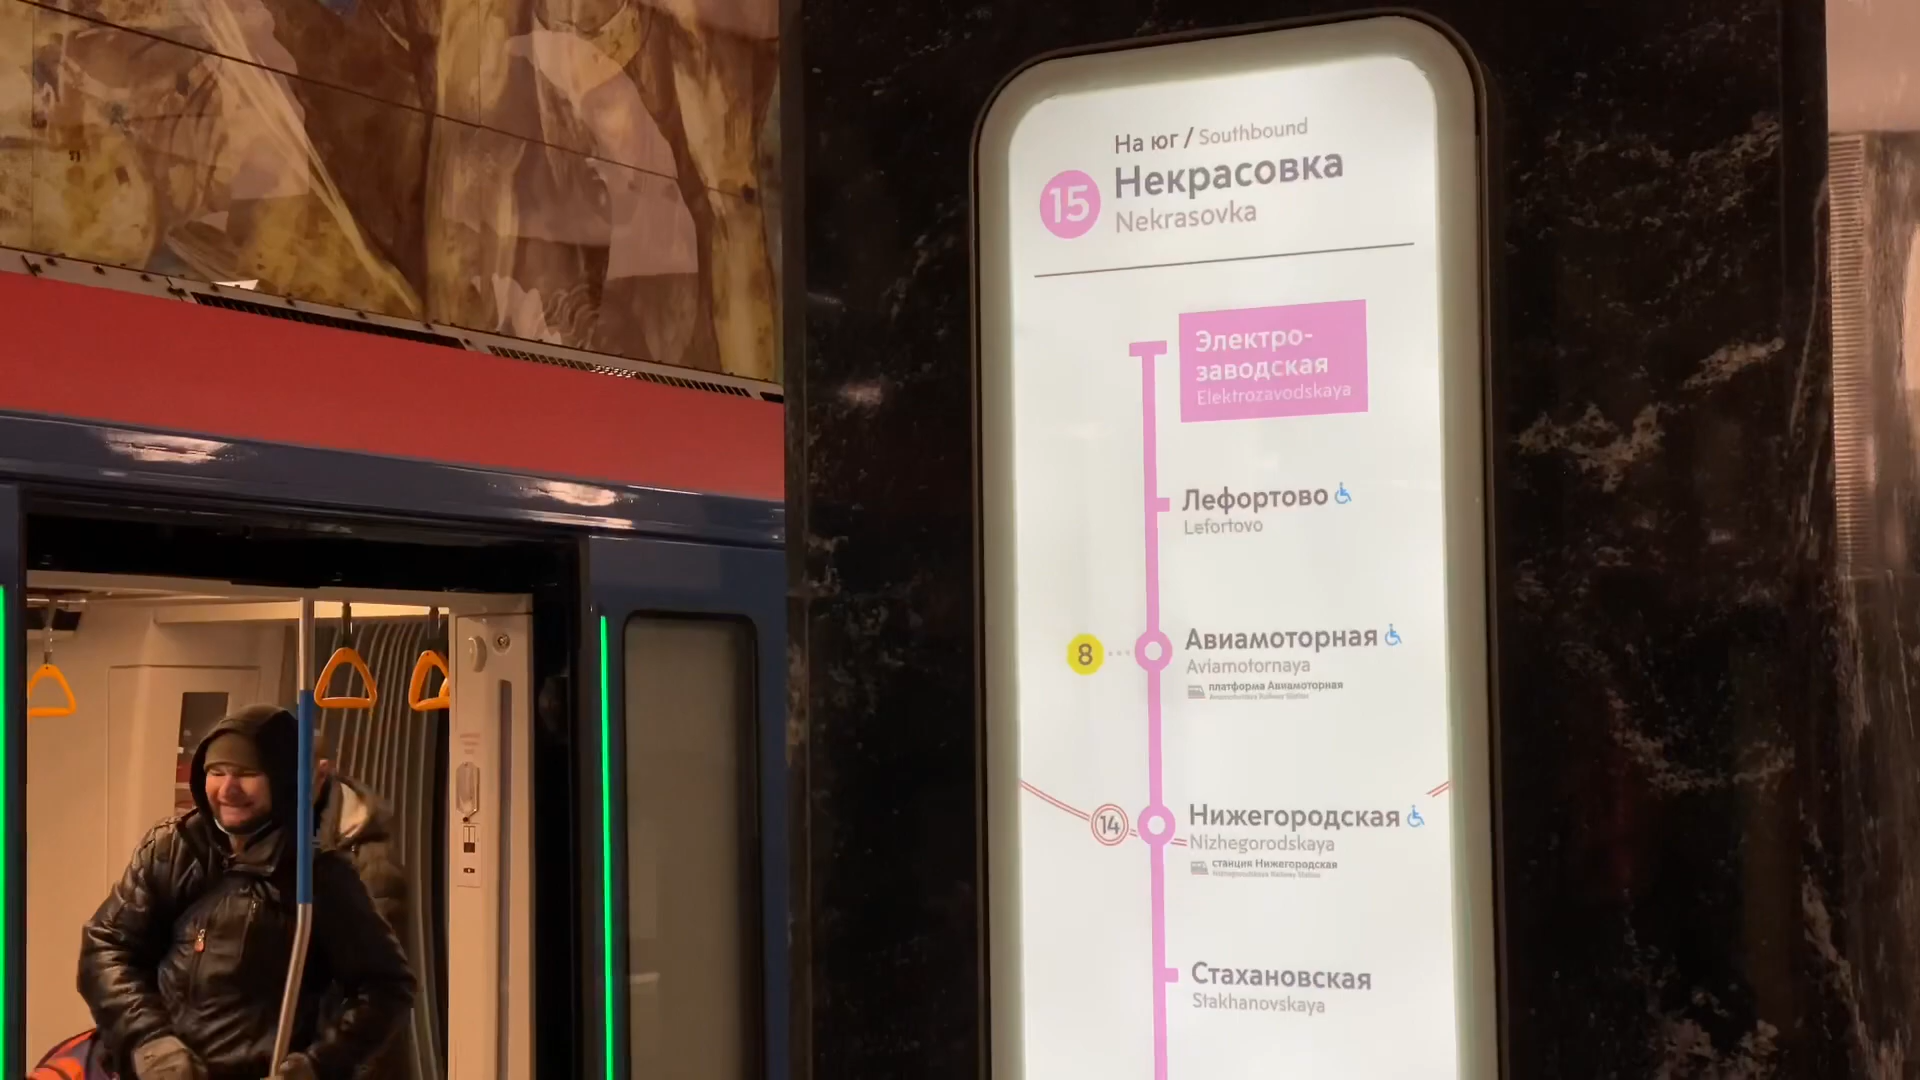 На юг / Southbound
15 Некрасовка
Nekrasovka
Электро-
заводская
Elektrozavodskaya
Лефортово
Lefortovo
8 Авиамоторная
Aviamotornaya
платформа Авиамоторная
14 Нижегородская
Nizhegorodskaya
станция Нижегородская
Стахановская
Stakhanovskaya